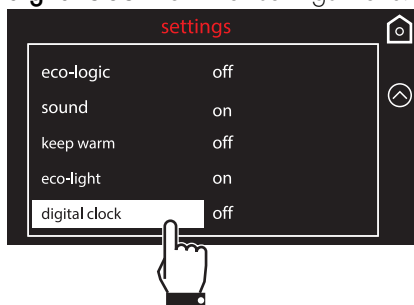 settings
eco-logic off
sound on
keep warm off
eco-light on
digital clock off